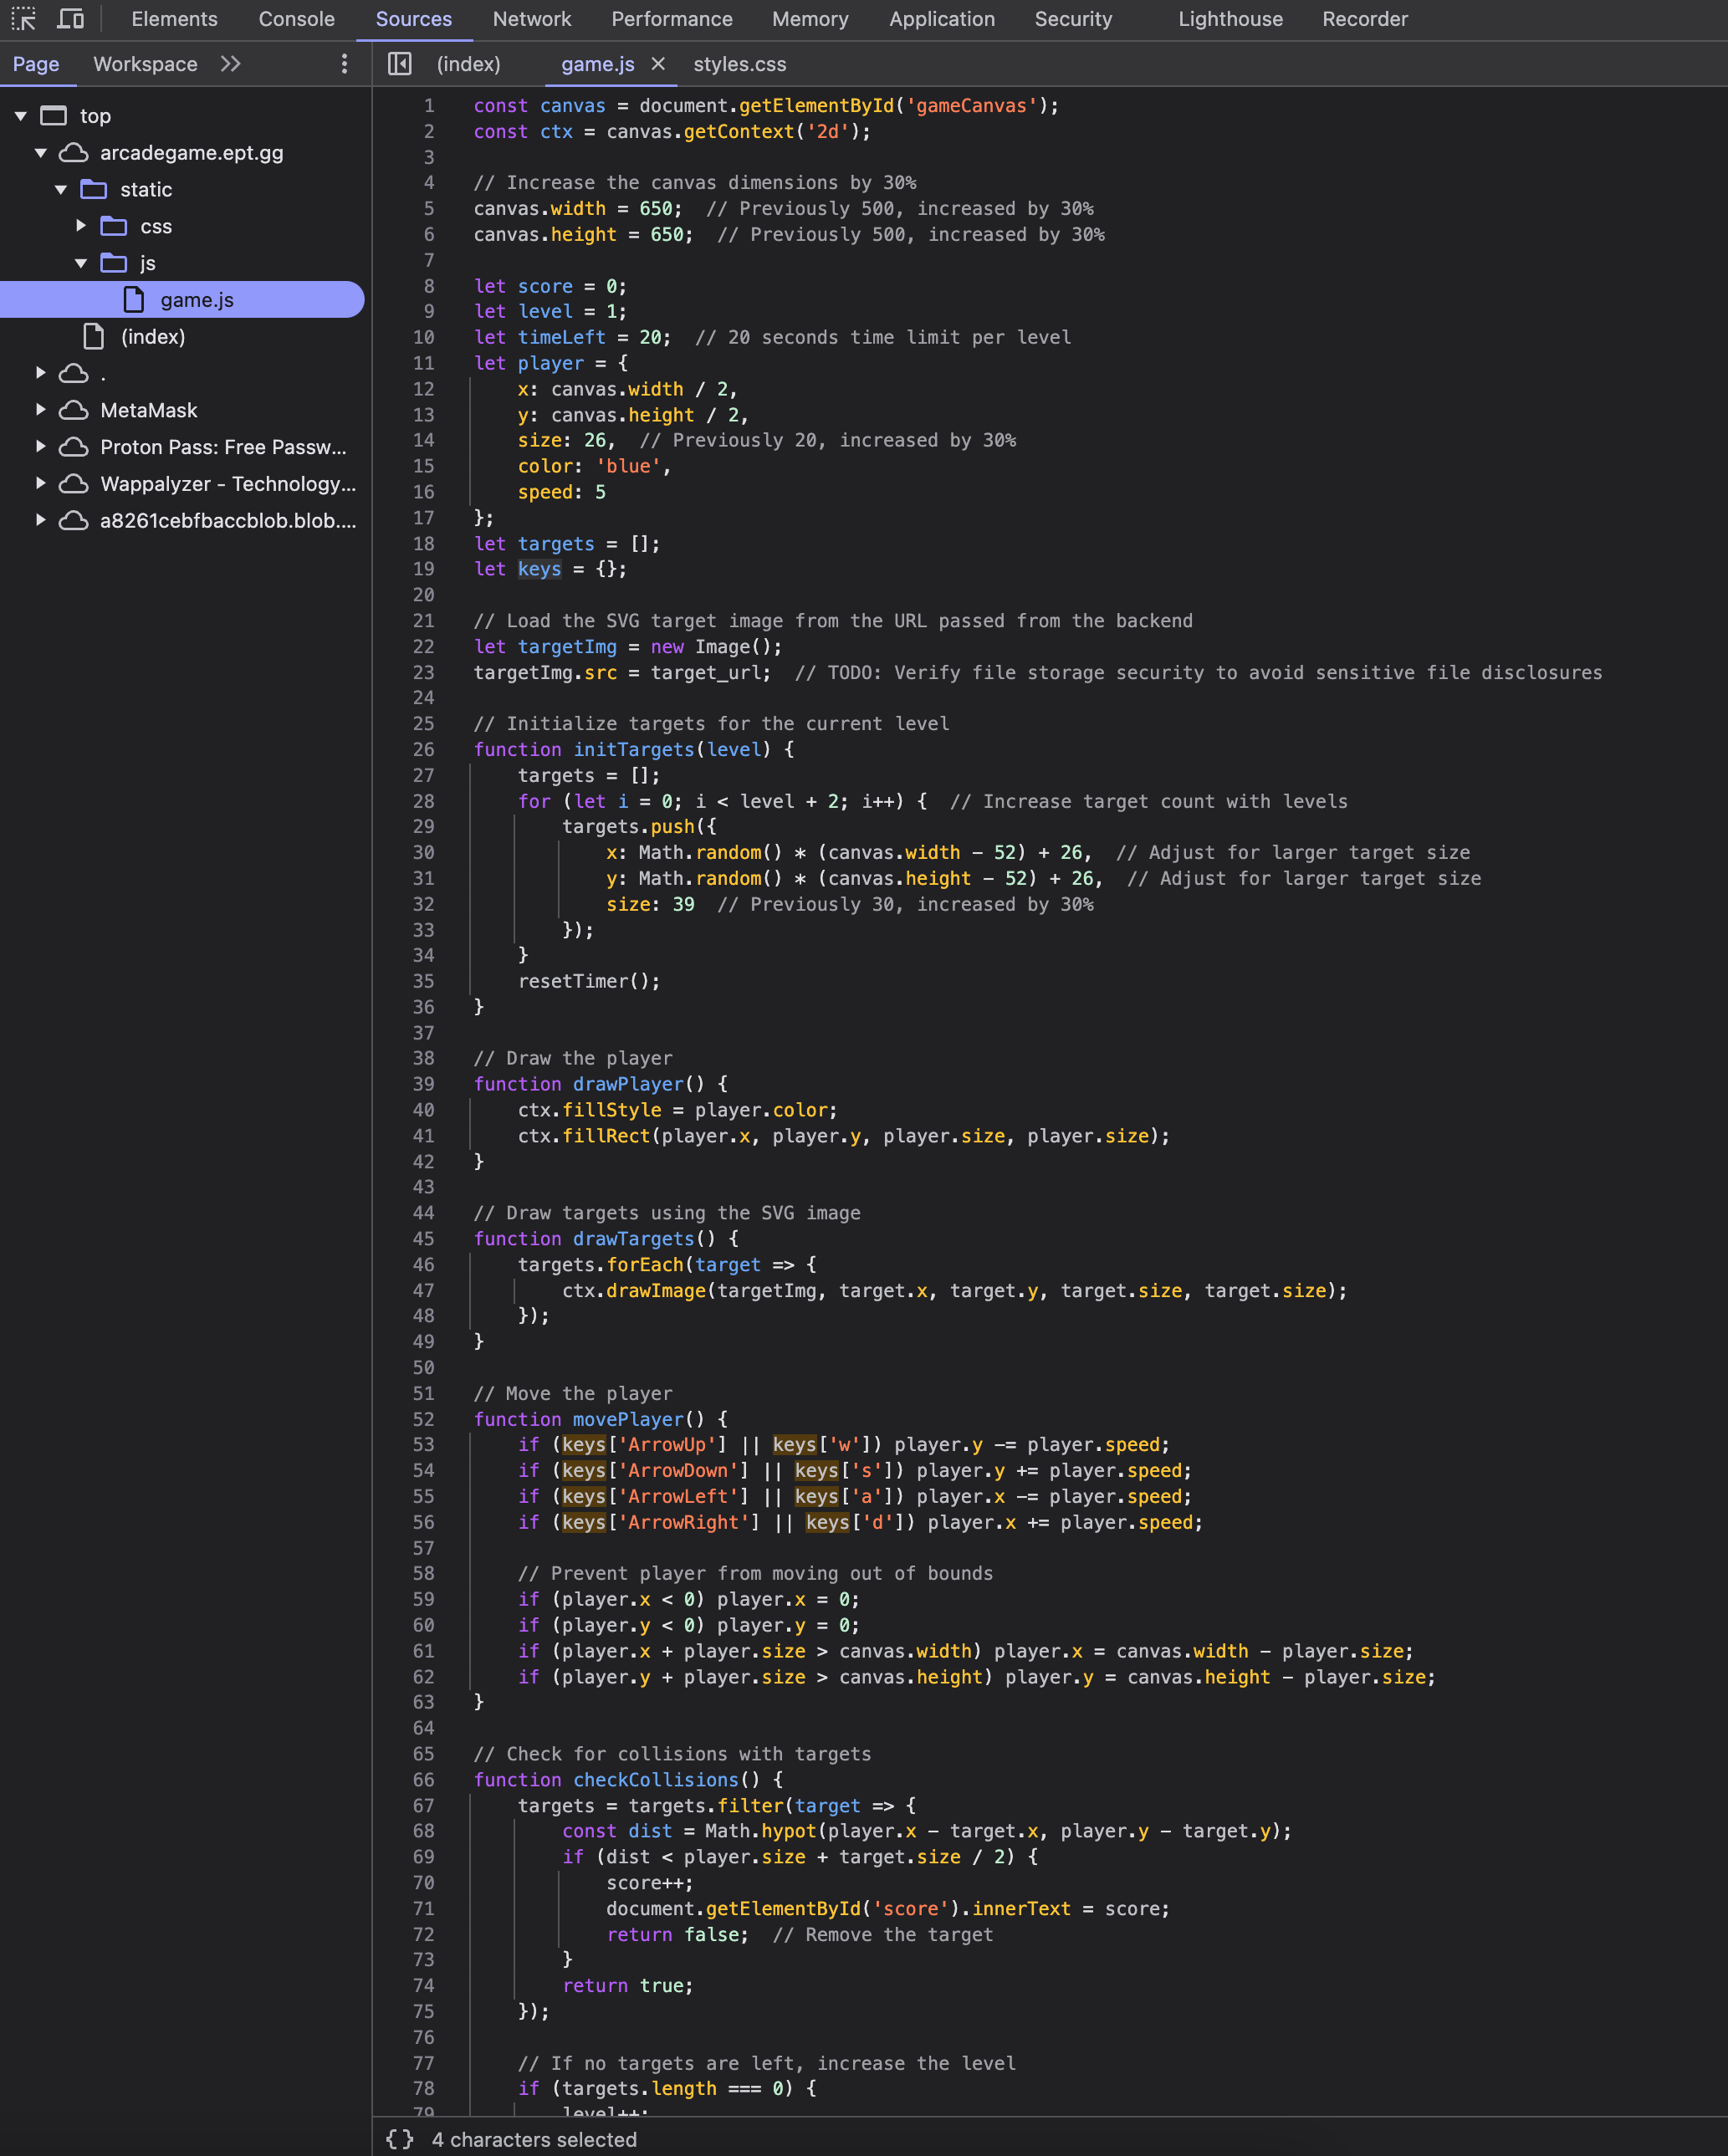 Elements Console Sources Network Performance Memory Application Security Lighthouse Recorder
Page Workspace
(index) game.js × styles.css
top
arcadegame.ept.gg
static
css
js
game.js
(index)
.
MetaMask
Proton Pass: Free Passw...
Wappalyzer - Technology...
a8261cebfbaccblob.blob....
1 const canvas = document.getElementById('gameCanvas');
2 const ctx = canvas.getContext('2d');
3
4 // Increase the canvas dimensions by 30%
5 canvas.width = 650;  // Previously 500, increased by 30%
6 canvas.height = 650;  // Previously 500, increased by 30%
7
8 let score = 0;
9 let level = 1;
10 let timeLeft = 20;  // 20 seconds time limit per level
11 let player = {
12     x: canvas.width / 2,
13     y: canvas.height / 2,
14     size: 26,  // Previously 20, increased by 30%
15     color: 'blue',
16     speed: 5
17 };
18 let targets = [];
19 let keys = {};
20
21 // Load the SVG target image from the URL passed from the backend
22 let targetImg = new Image();
23 targetImg.src = target_url;  // TODO: Verify file storage security to avoid sensitive file disclosures
24
25 // Initialize targets for the current level
26 function initTargets(level) {
27     targets = [];
28     for (let i = 0; i < level + 2; i++) {  // Increase target count with levels
29         targets.push({
30             x: Math.random() * (canvas.width - 52) + 26,  // Adjust for larger target size
31             y: Math.random() * (canvas.height - 52) + 26,  // Adjust for larger target size
32             size: 39  // Previously 30, increased by 30%
33         });
34     }
35     resetTimer();
36 }
37
38 // Draw the player
39 function drawPlayer() {
40     ctx.fillStyle = player.color;
41     ctx.fillRect(player.x, player.y, player.size, player.size);
42 }
43
44 // Draw targets using the SVG image
45 function drawTargets() {
46     targets.forEach(target => {
47         ctx.drawImage(targetImg, target.x, target.y, target.size, target.size);
48     });
49 }
50
51 // Move the player
52 function movePlayer() {
53     if (keys['ArrowUp'] || keys['w']) player.y -= player.speed;
54     if (keys['ArrowDown'] || keys['s']) player.y += player.speed;
55     if (keys['ArrowLeft'] || keys['a']) player.x -= player.speed;
56     if (keys['ArrowRight'] || keys['d']) player.x += player.speed;
57
58     // Prevent player from moving out of bounds
59     if (player.x < 0) player.x = 0;
60     if (player.y < 0) player.y = 0;
61     if (player.x + player.size > canvas.width) player.x = canvas.width - player.size;
62     if (player.y + player.size > canvas.height) player.y = canvas.height - player.size;
63 }
64
65 // Check for collisions with targets
66 function checkCollisions() {
67     targets = targets.filter(target => {
68         const dist = Math.hypot(player.x - target.x, player.y - target.y);
69         if (dist < player.size + target.size / 2) {
70             score++;
71             document.getElementById('score').innerText = score;
72             return false;  // Remove the target
73         }
74         return true;
75     });
76
77     // If no targets are left, increase the level
78     if (targets.length === 0) {
79         level++;
{} 4 characters selected